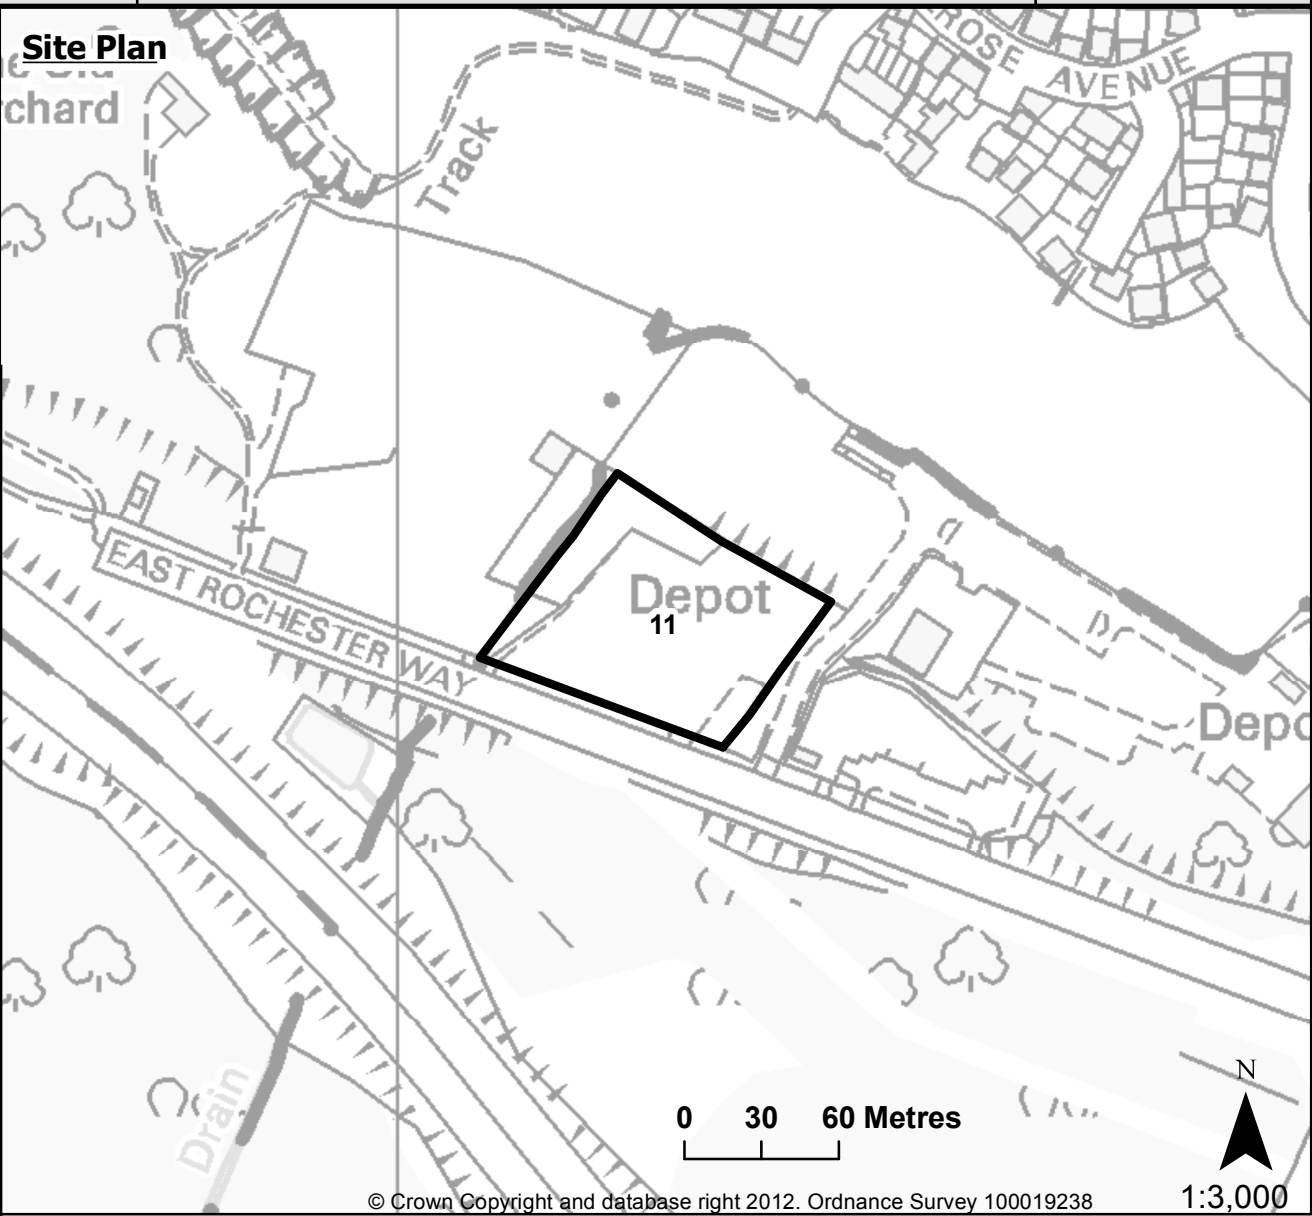 Site Plan
chard
Track
ROSE AVENUE
EAST ROCHESTER WAY
Depot
11
Depo
Drain
0 30 60 Metres
N
© Crown Copyright and database right 2012. Ordnance Survey 100019238
1:3,000